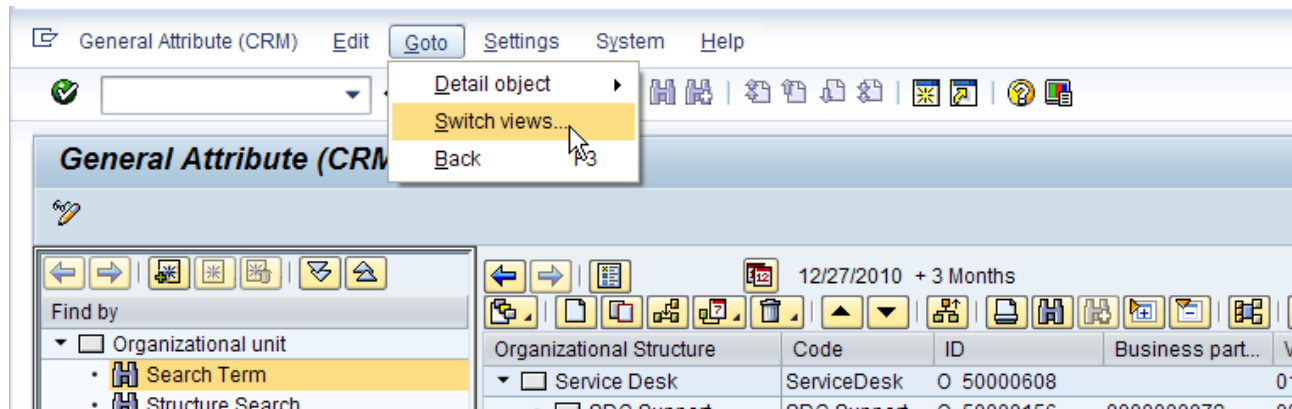 General Attribute (CRM) Edit Goto Settings System Help
Detail object
Switch views...
Back
General Attribute (CRM
12/27/2010 + 3 Months
Find by
Organizational unit
Search Term
Structure Search
Organizational Structure Code ID Business part...
Service Desk ServiceDesk O 50000608